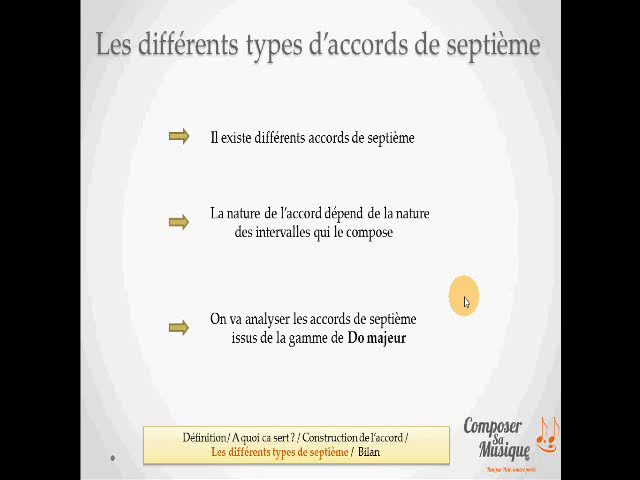 Les différents types d'accords de septième
Il existe différents accords de septième
La nature de l'accord dépend de la nature
des intervalles qui le compose
On va analyser les accords de septième
issus de la gamme de Do majeur
Définition / A quoi ca sert ? / Construction de l'accord /
Les différents types de septième / Bilan
Composer
Sa
Musique